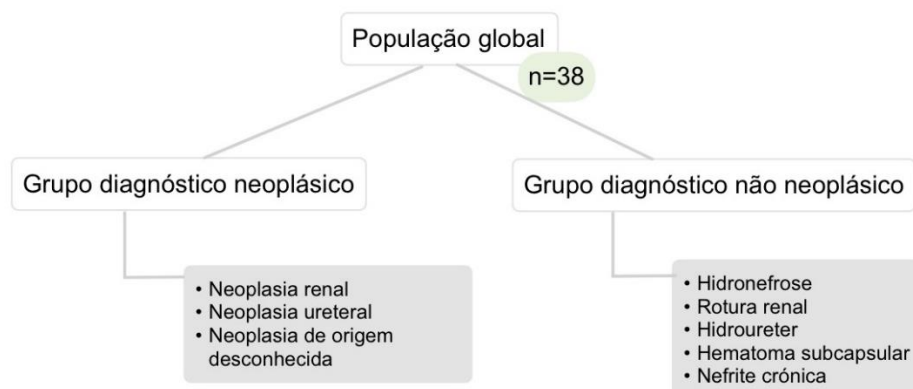 População global
n=38
Grupo diagnóstico neoplásico
Grupo diagnóstico não neoplásico
• Neoplasia renal
• Neoplasia ureteral
• Neoplasia de origem
desconhecida
• Hidronefrose
• Rotura renal
• Hidroureter
• Hematoma subcapsular
• Nefrite crónica